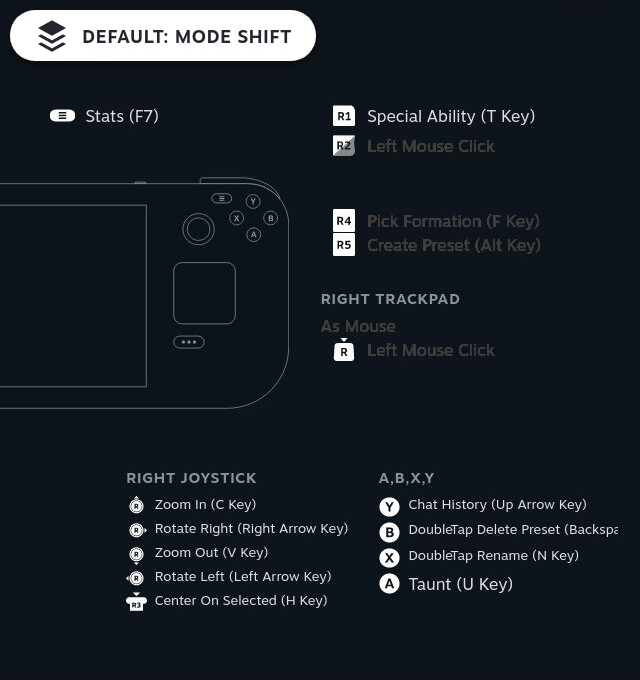 DEFAULT: MODE SHIFT
Stats (F7)
R1 Special Ability (T Key)
R2 Left Mouse Click
R4 Pick Formation (F Key)
R5 Create Preset (Alt Key)
Y
X B
A
RIGHT TRACKPAD
As Mouse
R Left Mouse Click
RIGHT JOYSTICK
R Zoom In (C Key)
R Rotate Right (Right Arrow Key)
R Zoom Out (V Key)
R Rotate Left (Left Arrow Key)
R3 Center On Selected (H Key)
A,B,X,Y
Y Chat History (Up Arrow Key)
B DoubleTap Delete Preset (Backspa
X DoubleTap Rename (N Key)
A Taunt (U Key)